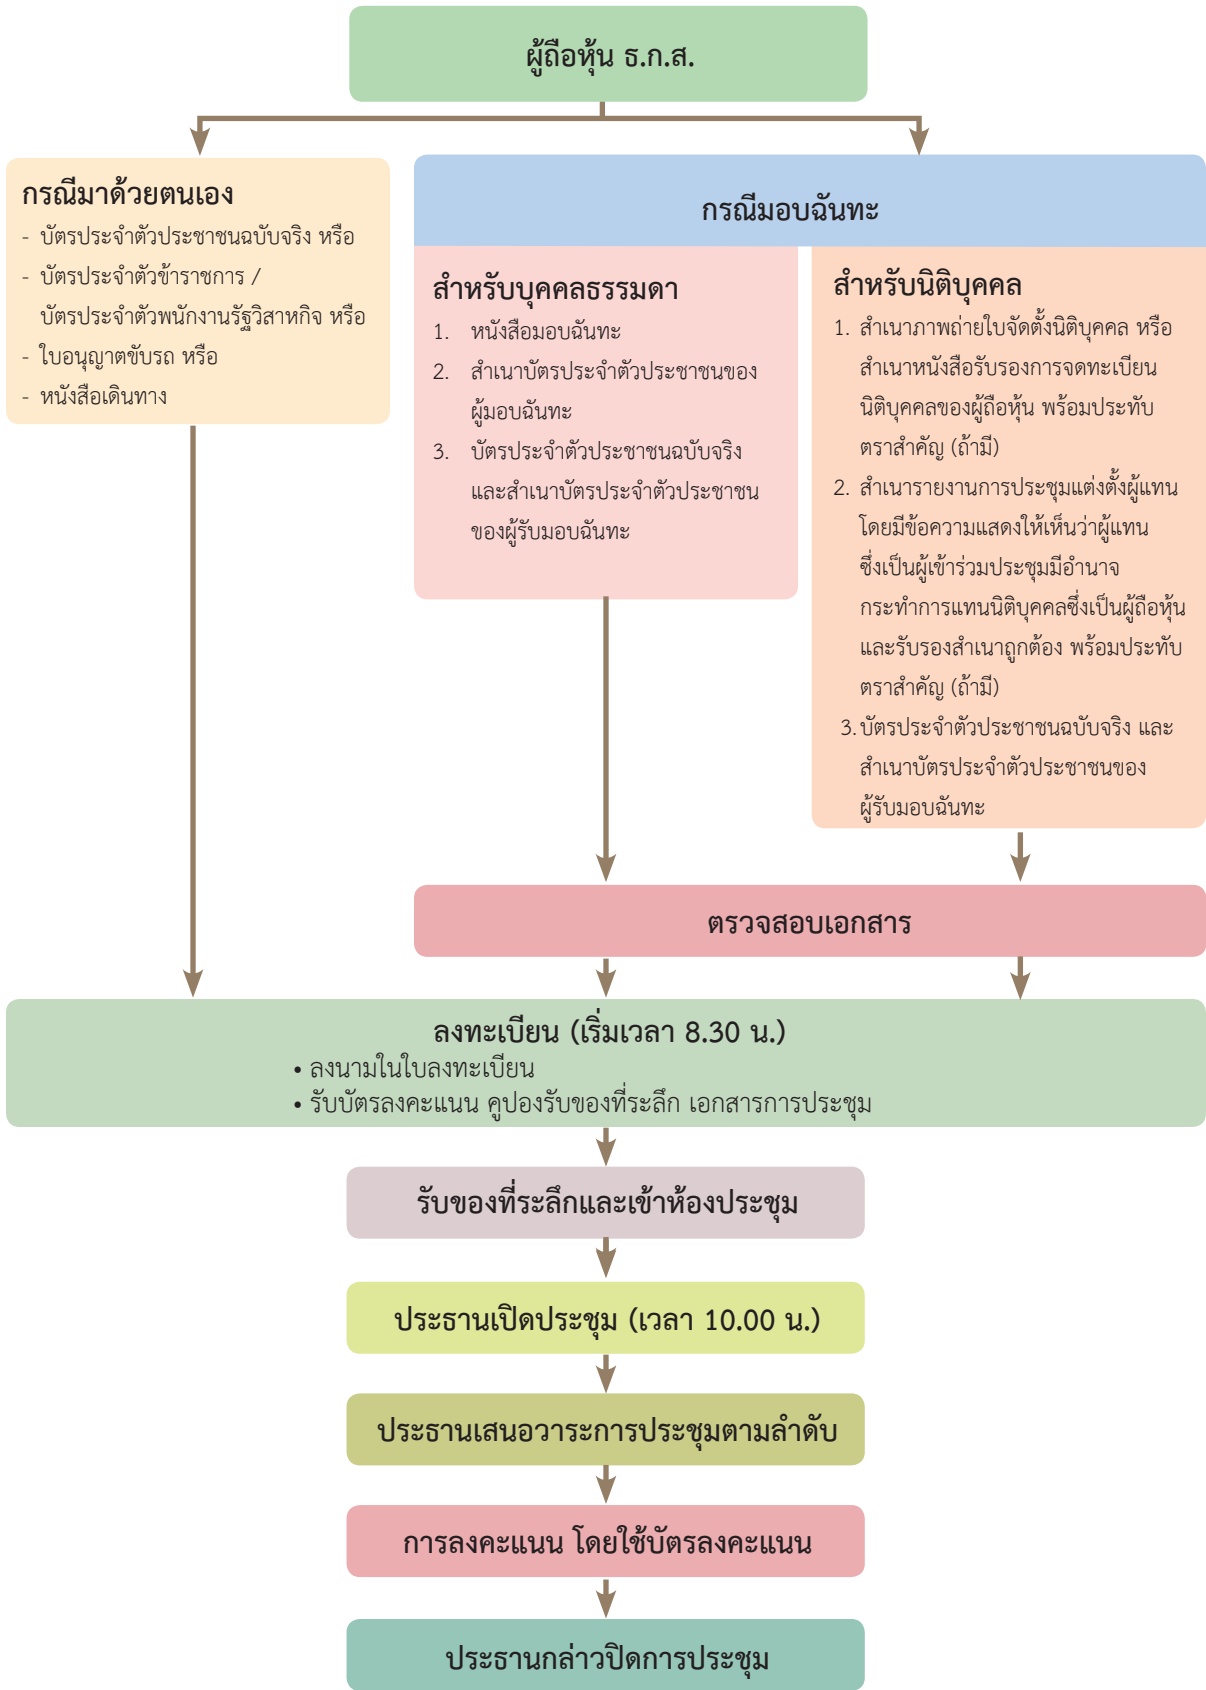 ผู้ถือหุ้น ธ.ก.ส.
กรณีมาด้วยตนเอง
- บัตรประจำตัวประชาชนฉบับจริง หรือ
- บัตรประจำตัวข้าราชการ /
บัตรประจำตัวพนักงานรัฐวิสาหกิจ หรือ
- ใบอนุญาตขับรถ หรือ
- หนังสือเดินทาง
กรณีมอบฉันทะ
สำหรับบุคคลธรรมดา
1. หนังสือมอบฉันทะ
2. สำเนาบัตรประจำตัวประชาชนของ
ผู้มอบฉันทะ
3. บัตรประจำตัวประชาชนฉบับจริง
และสำเนาบัตรประจำตัวประชาชน
ของผู้รับมอบฉันทะ
สำหรับนิติบุคคล
1. สำเนาภาพถ่ายใบจัดตั้งนิติบุคคล หรือ
สำเนาหนังสือรับรองการจดทะเบียน
นิติบุคคลของผู้ถือหุ้น พร้อมประทับ
ตราสำคัญ (ถ้ามี)
2. สำเนารายงานการประชุมแต่งตั้งผู้แทน
โดยมีข้อความแสดงให้เห็นว่าผู้แทน
ซึ่งเป็นผู้เข้าร่วมประชุมมีอำนาจ
กระทำการแทนนิติบุคคลซึ่งเป็นผู้ถือหุ้น
และรับรองสำเนาถูกต้อง พร้อมประทับ
ตราสำคัญ (ถ้ามี)
3. บัตรประจำตัวประชาชนฉบับจริง และ
สำเนาบัตรประจำตัวประชาชนของ
ผู้รับมอบฉันทะ
ตรวจสอบเอกสาร
ลงทะเบียน (เริ่มเวลา 8.30 น.)
• ลงนามในใบลงทะเบียน
• รับบัตรลงคะแนน คูปองรับของที่ระลึก เอกสารการประชุม
รับของที่ระลึกและเข้าห้องประชุม
ประธานเปิดประชุม (เวลา 10.00 น.)
ประธานเสนอวาระการประชุมตามลำดับ
การลงคะแนน โดยใช้บัตรลงคะแนน
ประธานกล่าวปิดการประชุม